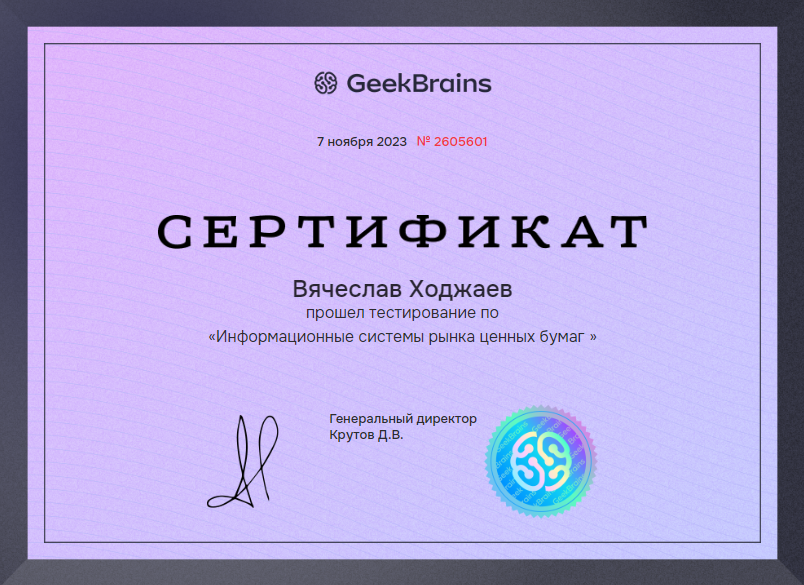 GeekBrains
7 ноября 2023 № 2605601
СЕРТИФИКАТ
Вячеслав Ходжаев
прошел тестирование по
«Информационные системы рынка ценных бумаг »
Генеральный директор
Крутов Д.В.